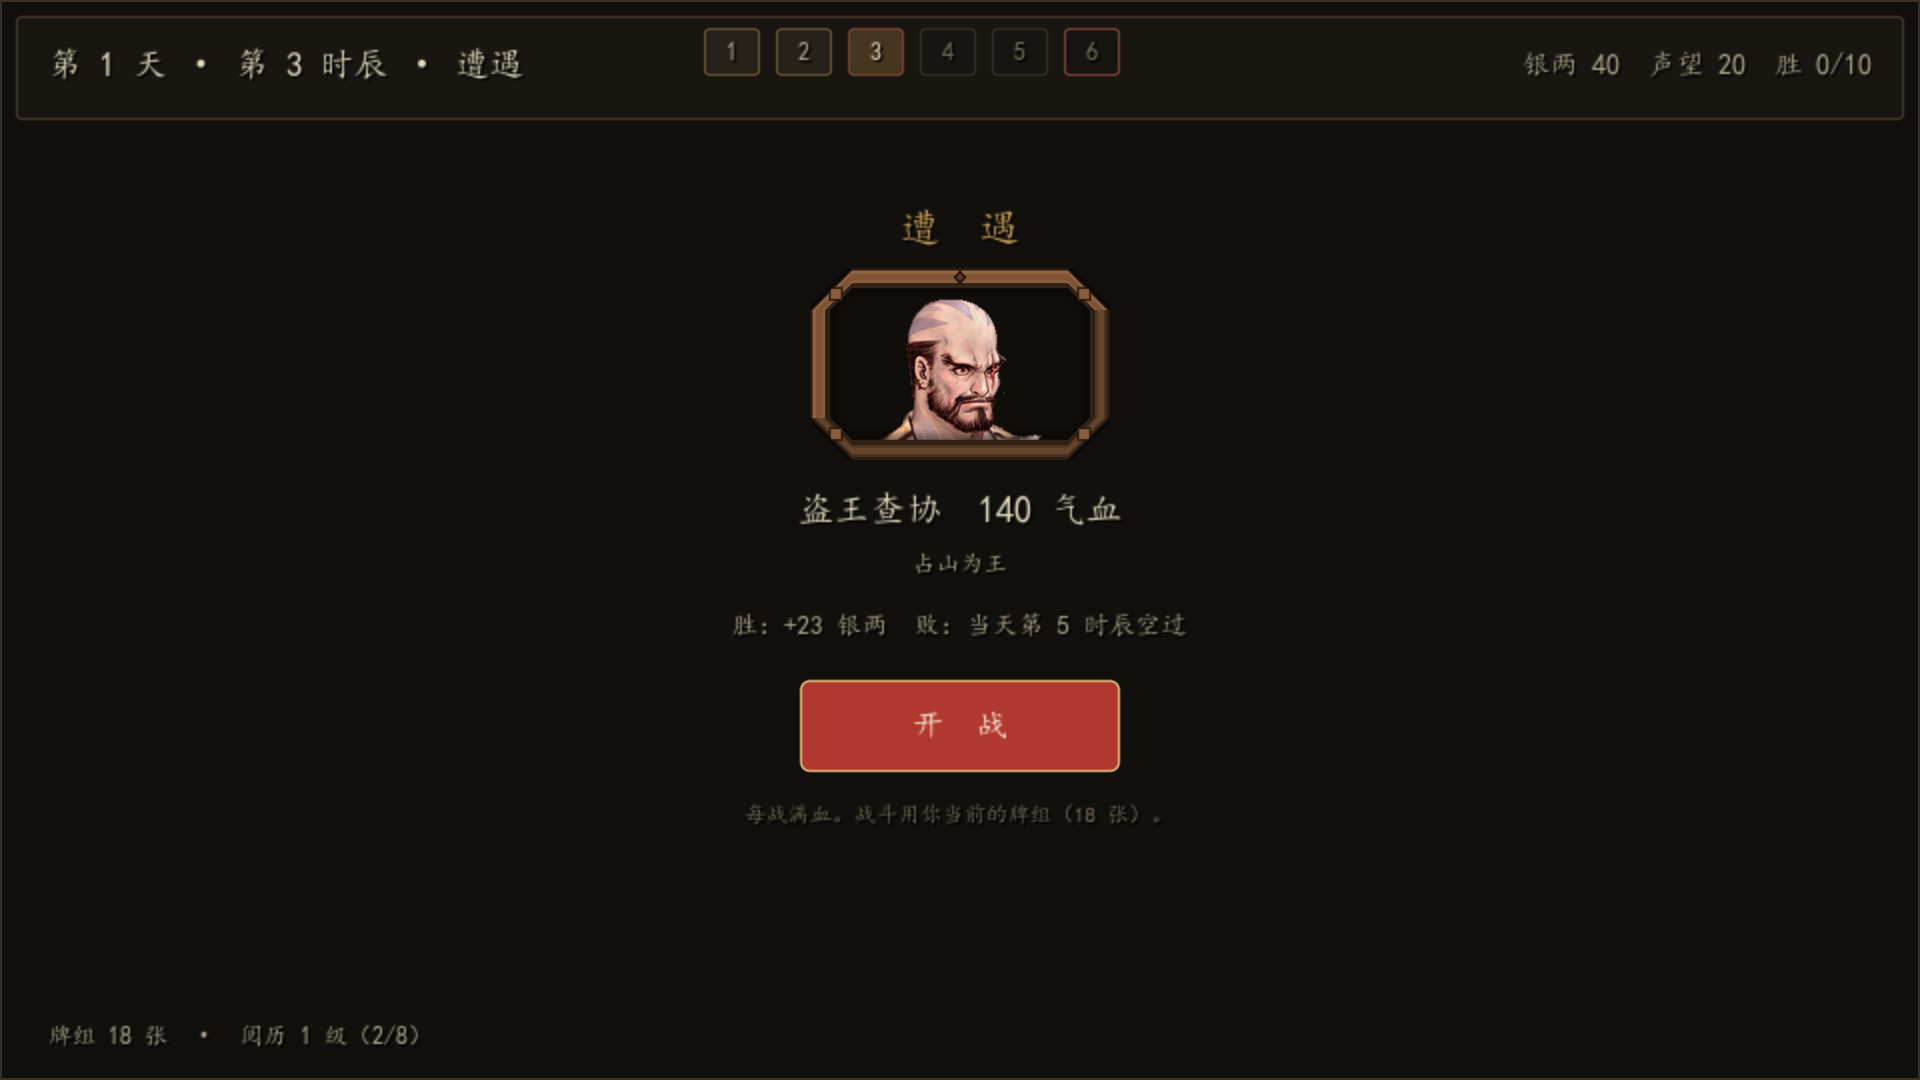 第 1 天 · 第 3 时辰 · 遭遇
1 2 3 4 5 6
银两 40 声望 20 胜 0/10
遭 遇
盗王查协 140 气血
占山为王
胜：+23 银两 败：当天第 5 时辰空过
开 战
每战满血。战斗用你当前的牌组（18 张）。
牌组 18 张 · 阅历 1 级（2/8）